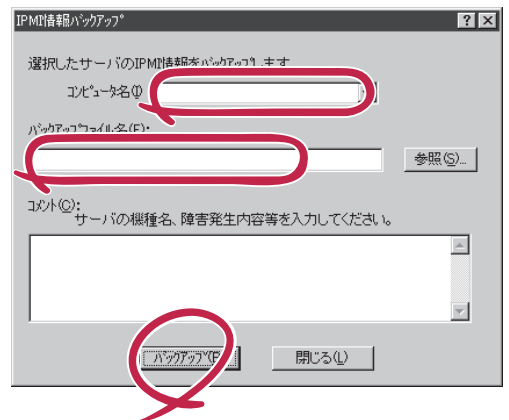 IPMI情報ﾊﾞｯｸｱｯﾌﾟ
選択したサーバのIPMI情報をﾊﾞｯｸｱｯﾌﾟします
ｺﾝﾋﾟｭｰﾀ名(I)
ﾊﾞｯｸｱｯﾌﾟﾌｧｲﾙ名(F):
参照(S)...
ｺﾒﾝﾄ(C):
サーバの機種名、障害発生内容等を入力してください。
ﾊﾞｯｸｱｯﾌﾟ(B)
閉じる(L)